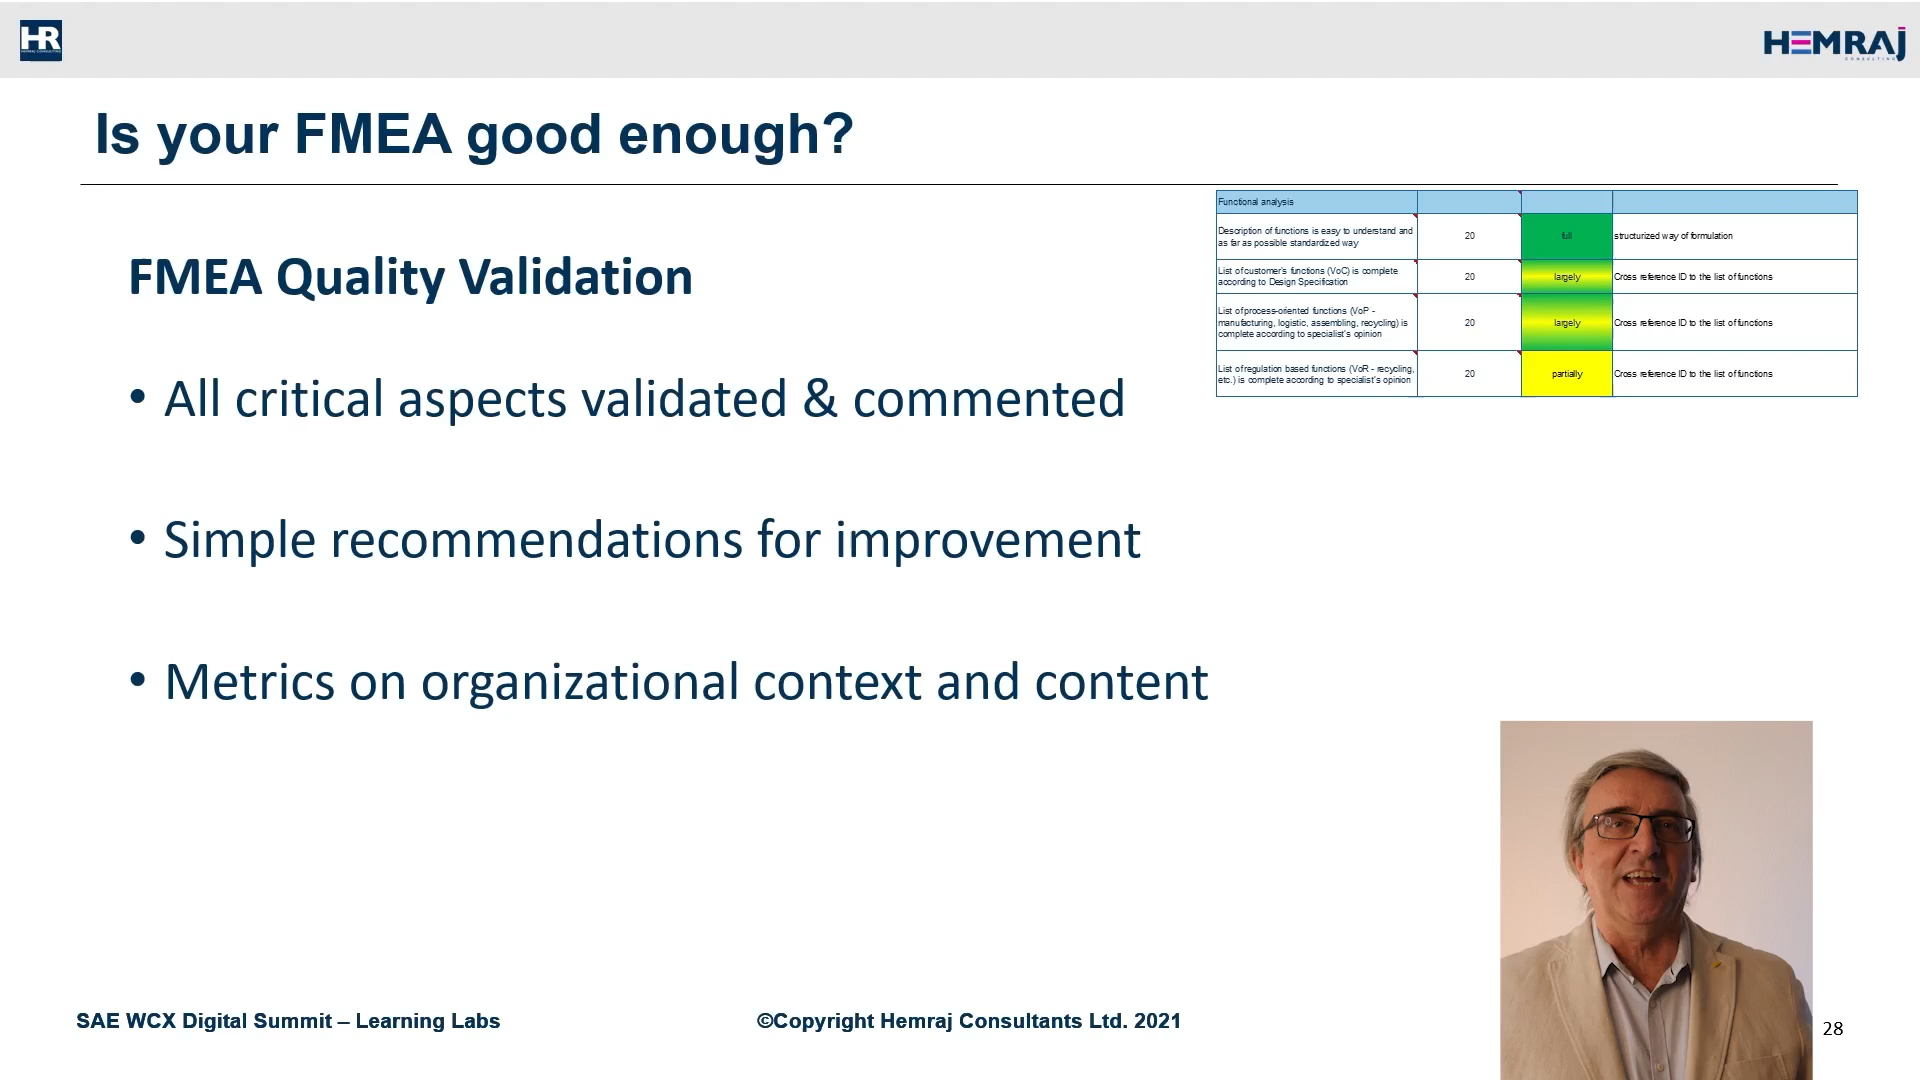 HR
HEMRAJ
CONSULTING
Is your FMEA good enough?
Functional analysis
Description of functions is easy to understand and
as far as possible standardized way
20
full
structurized way of formulation
List of customer's functions (VoC) is complete
according to Design Specification
20
largely
Cross reference ID to the list of functions
List of process-oriented functions (VoP -
manufacturing, logistic, assembling, recycling) is
complete according to specialist's opinion
20
largely
Cross reference ID to the list of functions
List of regulation based functions (VoR - recycling,
etc.) is complete according to specialist's opinion
20
partially
Cross reference ID to the list of functions
FMEA Quality Validation
• All critical aspects validated & commented
• Simple recommendations for improvement
• Metrics on organizational context and content
SAE WCX Digital Summit – Learning Labs
©Copyright Hemraj Consultants Ltd. 2021
28